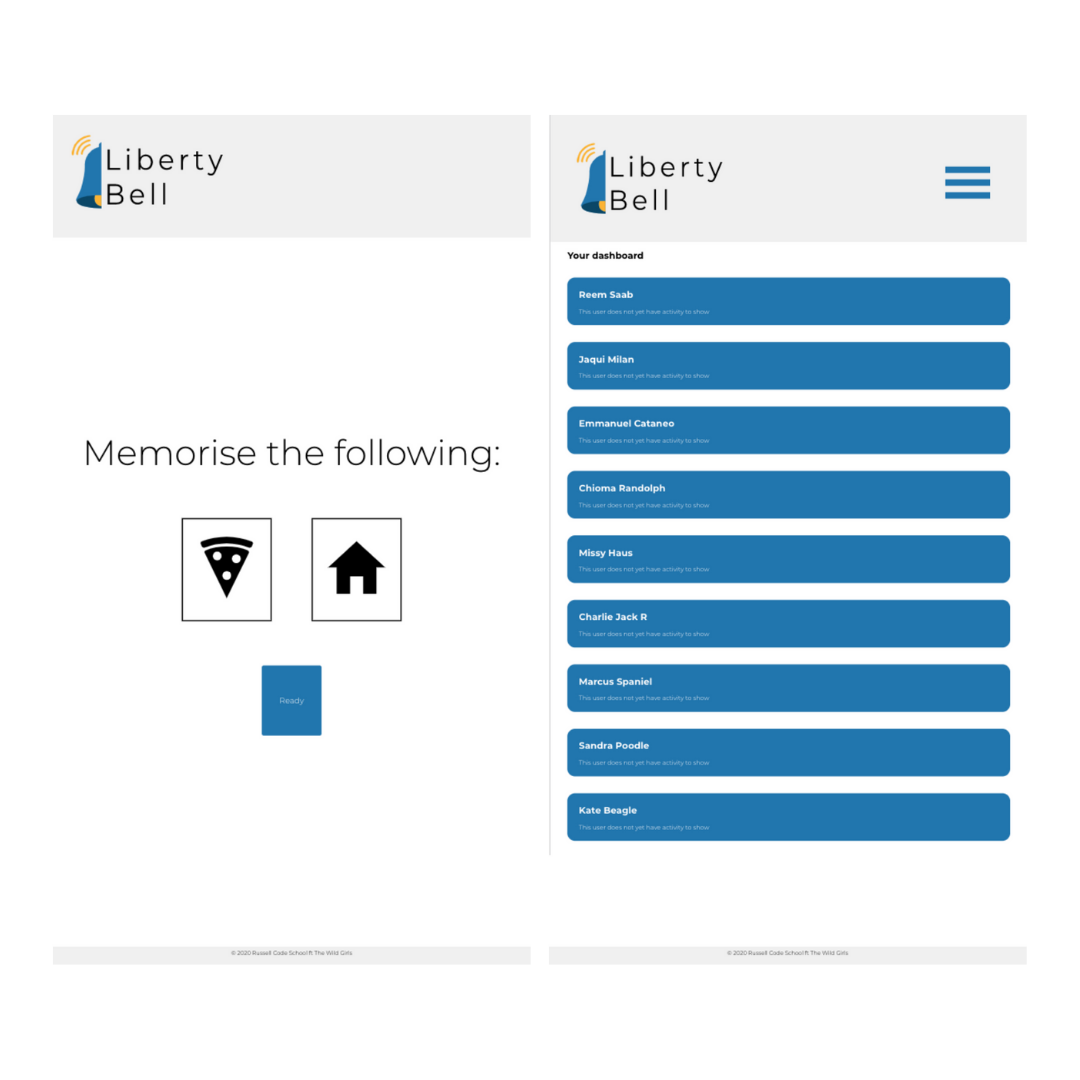 Liberty
Bell
Memorise the following:
Ready
© 2020 Russell Coda School ft The Wild Girls
Liberty
Bell
Your dashboard
Reem Saab
This user does not yet have activity to show
Jaqui Milan
This user does not yet have activity to show
Emmanuel Cataneo
This user does not yet have activity to show
Chioma Randolph
This user does not yet have activity to show
Missy Haus
This user does not yet have activity to show
Charlie Jack R
This user does not yet have activity to show
Marcus Spaniel
This user does not yet have activity to show
Sandra Poodle
This user does not yet have activity to show
Kate Beagle
This user does not yet have activity to show
© 2020 Russell Coda School ft The Wild Girls